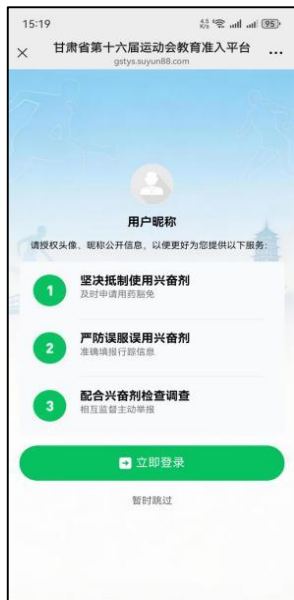 15:19
4.5 K/s 95
甘肃省第十六届运动会教育准入平台
gstys.suyun88.com
用户昵称
请授权头像、昵称公开信息，以便更好为您提供以下服务:
1
坚决抵制使用兴奋剂
及时申请用药豁免
2
严防误服误用兴奋剂
准确填报行踪信息
3
配合兴奋剂检查调查
相互监督主动举报
立即登录
暂时跳过